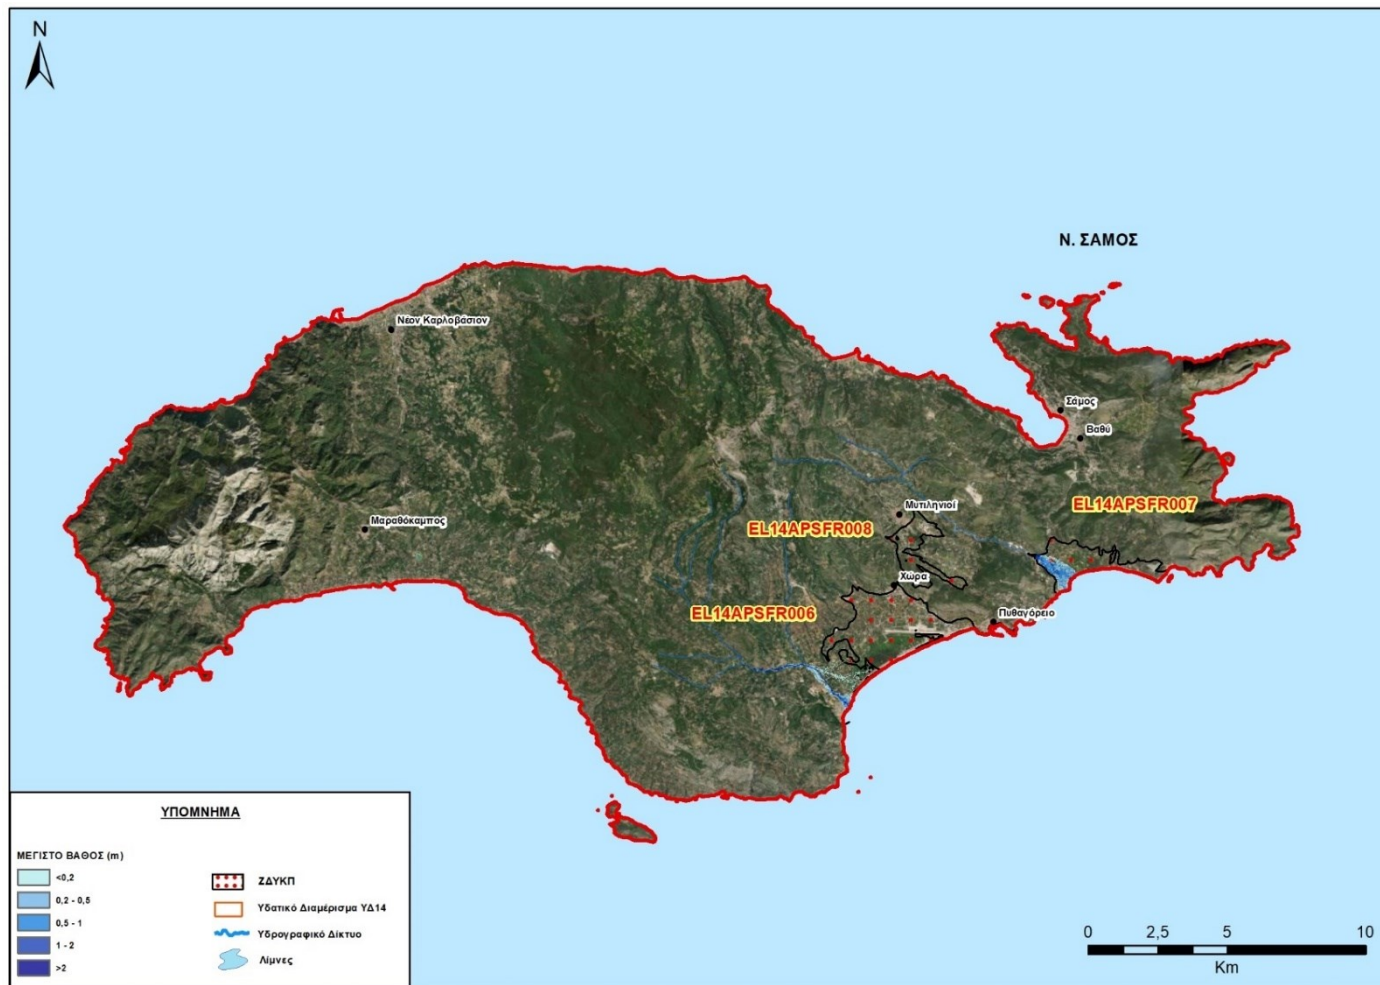 N
Ν. ΣΑΜΟΣ
Νέον Καρλοβάσιον
Σάμος
Βαθύ
EL14APSFR007
Μυτιληνιοί
EL14APSFR008
Μαραθόκαμπος
Χώρα
EL14APSFR006
Πυθαγόρειο
ΥΠΟΜΝΗΜΑ
ΜΕΓΙΣΤΟ ΒΑΘΟΣ (m)
<0,2
0,2 - 0,5
0,5 - 1
1 - 2
>2
ΖΔΥΚΠ
Υδατικό Διαμέρισμα ΥΔ14
Υδρογραφικό Δίκτυο
Λίμνες
0 2,5 5 10
Km